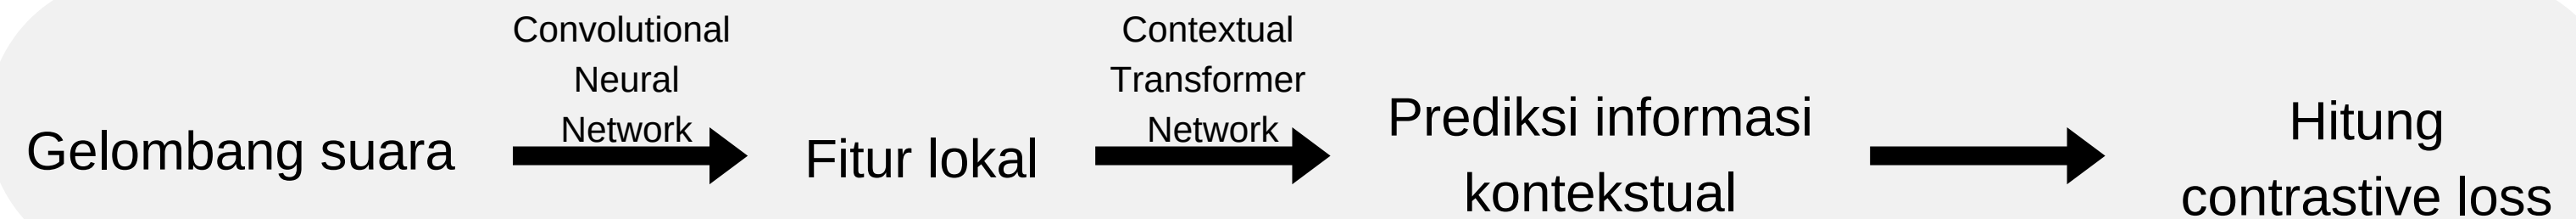 Gelombang suara
Convolutional
Neural
Network
Fitur lokal
Contextual
Transformer
Network
Prediksi informasi
kontekstual
Hitung
contrastive loss